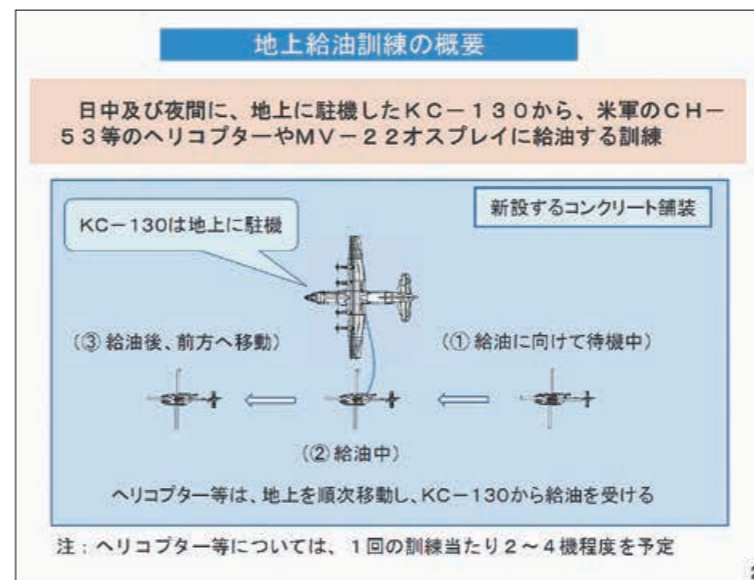 地上給油訓練の概要
日中及び夜間に、地上に駐機したKC－130から、米軍のCH－
53等のヘリコプターやMV－22オスプレイに給油する訓練
新設するコンクリート舗装
KC－130は地上に駐機
(③ 給油後、前方へ移動)
(① 給油に向けて待機中)
(② 給油中)
ヘリコプター等は、地上を順次移動し、KC－130から給油を受ける
注：ヘリコプター等については、1回の訓練当たり2～4機程度を予定